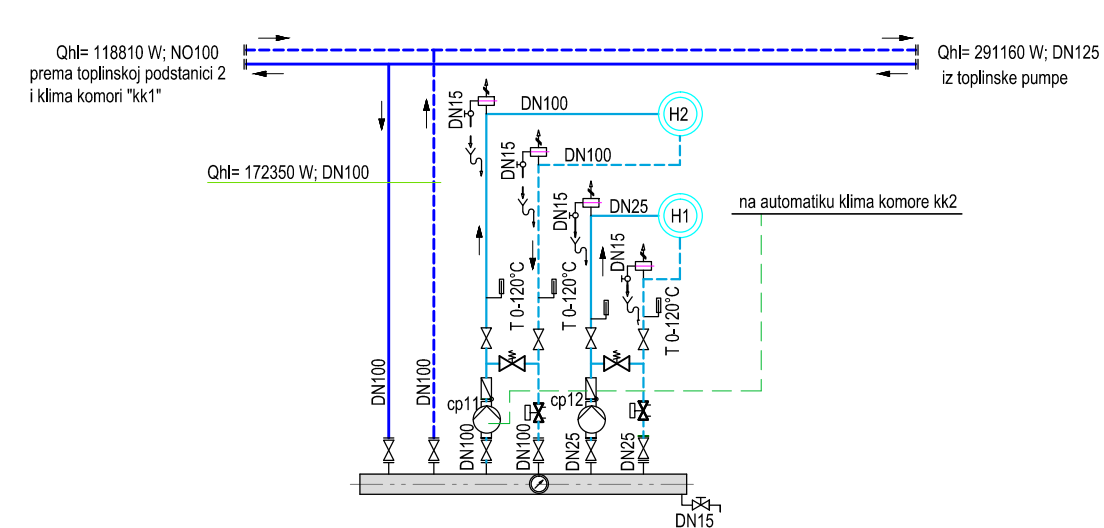 Qhl= 118810 W; NO100
prema toplinskoj podstanici 2
i klima komori "kk1"
Qhl= 291160 W; DN125
iz toplinske pumpe
DN15
DN100
H2
DN15
DN100
Qhl= 172350 W; DN100
DN15
DN25
H1
na automatiku klima komore kk2
DN15
T 0-120°C
T 0-120°C
T 0-120°C
DN100
DN100
cp11
cp12
DN100
DN100
DN25
DN25
DN15